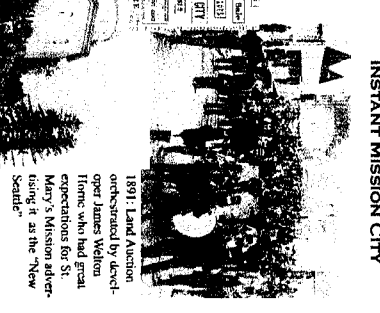 INSTANT MISSION CITY
CITY
1891: Land Auction
orchestrated by devel-
oper James Welton
Horne who had great
expectations for St.
Mary's Mission adver-
tising it as the "New
Seattle"